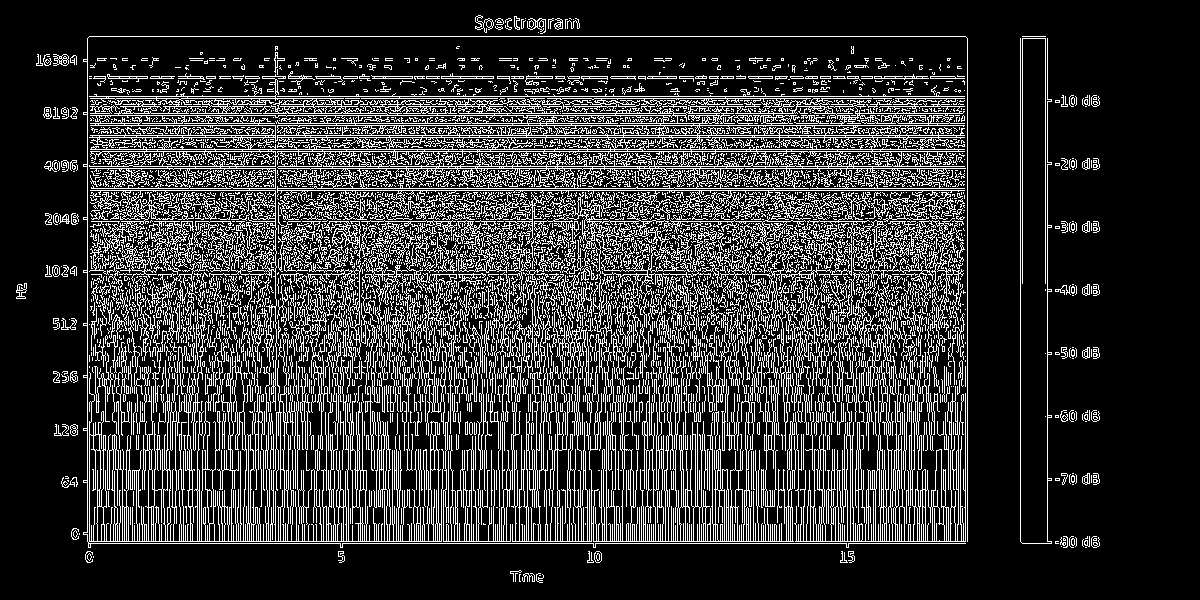 Spectrogram
16384
8192
4096
2048
1024
512
256
128
64
0
Hz
0 5 10 15
Time
-10 dB
-20 dB
-30 dB
-40 dB
-50 dB
-60 dB
-70 dB
-80 dB